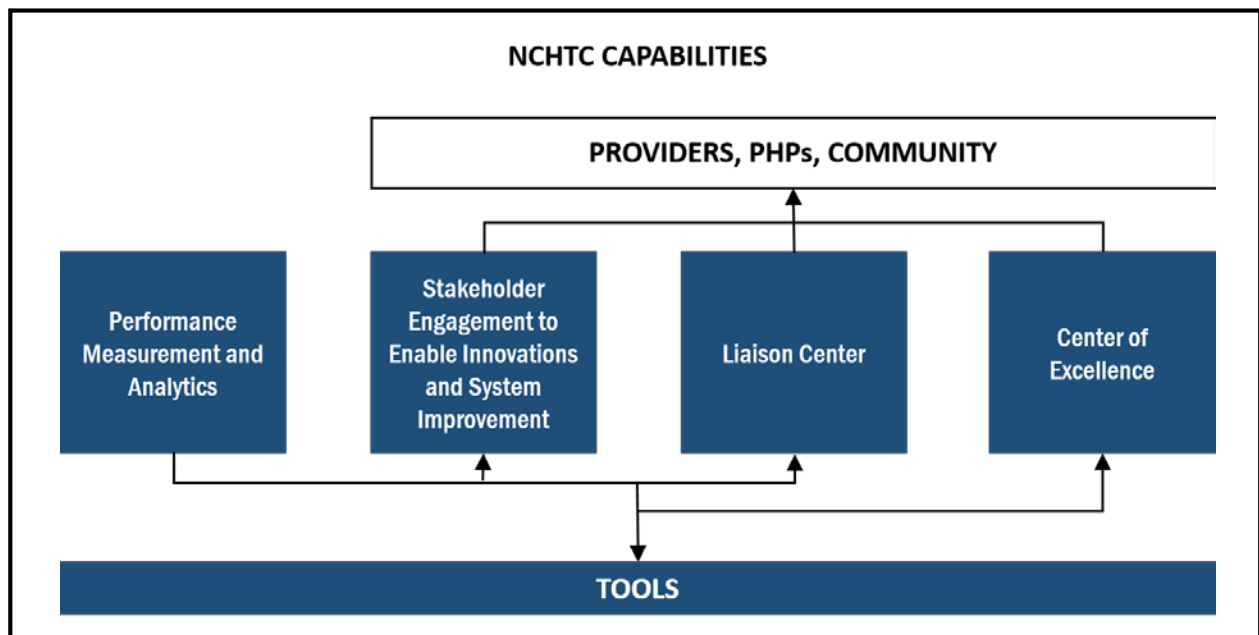 NCHTC CAPABILITIES
PROVIDERS, PHPs, COMMUNITY
Performance
Measurement and
Analytics
Stakeholder
Engagement to
Enable Innovations
and System
Improvement
Liaison Center
Center of
Excellence
TOOLS